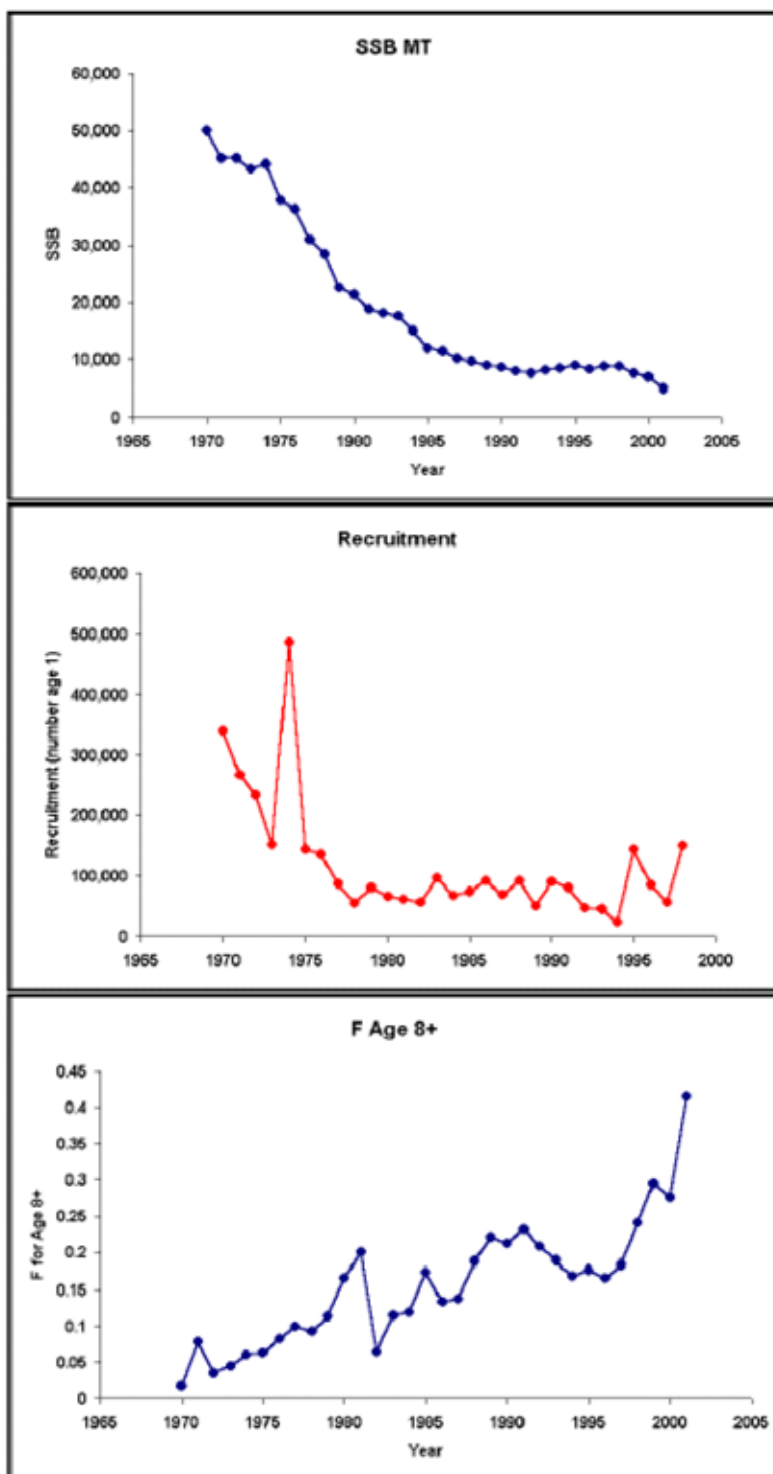 SSB MT
60,000
50,000
40,000
30,000
20,000
10,000
0
SSB
1965 1970 1975 1980 1985 1990 1995 2000 2005
Year
Recruitment
600,000
500,000
400,000
300,000
200,000
100,000
0
Recruitment (number age 1)
1965 1970 1975 1980 1985 1990 1995 2000
F Age 8+
0.45
0.4
0.35
0.3
0.25
0.2
0.15
0.1
0.05
0
F for Age 8+
1965 1970 1975 1980 1985 1990 1995 2000 2005
Year